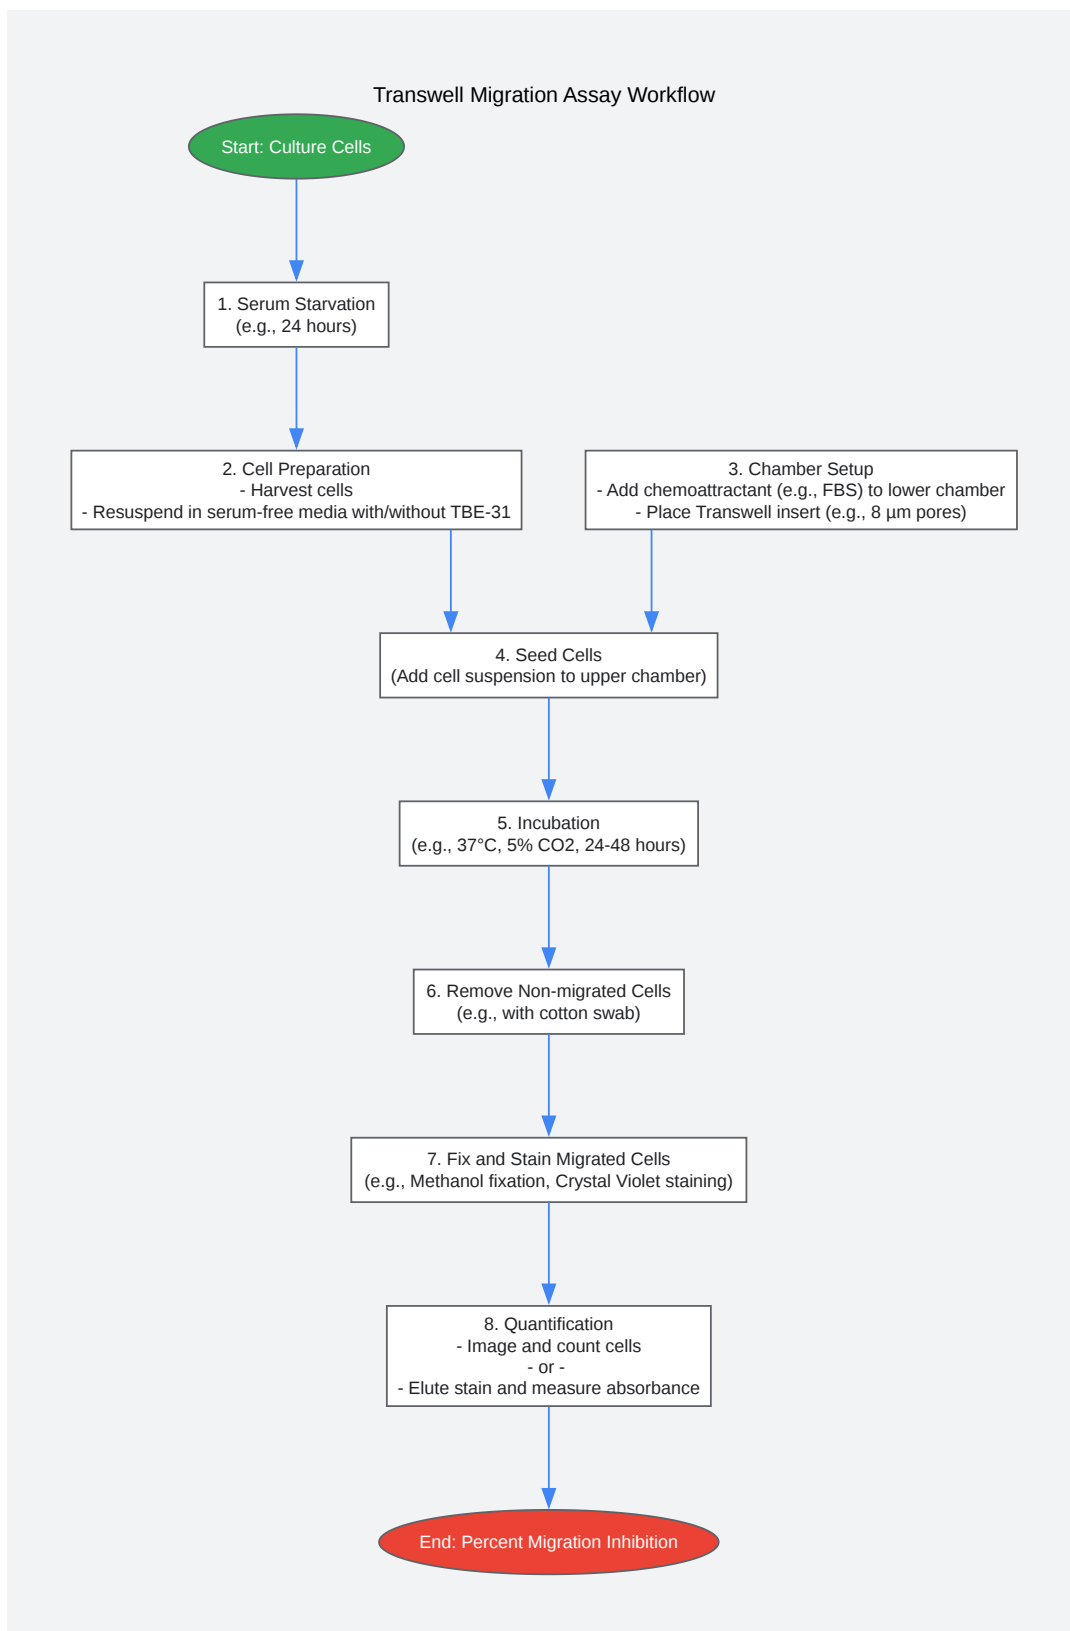 Transwell Migration Assay Workflow
Start: Culture Cells
1. Serum Starvation
(e.g., 24 hours)
2. Cell Preparation
- Harvest cells
- Resuspend in serum-free media with/without TBE-31
3. Chamber Setup
- Add chemoattractant (e.g., FBS) to lower chamber
- Place Transwell insert (e.g., 8 µm pores)
4. Seed Cells
(Add cell suspension to upper chamber)
5. Incubation
(e.g., 37°C, 5% CO2, 24-48 hours)
6. Remove Non-migrated Cells
(e.g., with cotton swab)
7. Fix and Stain Migrated Cells
(e.g., Methanol fixation, Crystal Violet staining)
8. Quantification
- Image and count cells
- or -
- Elute stain and measure absorbance
End: Percent Migration Inhibition